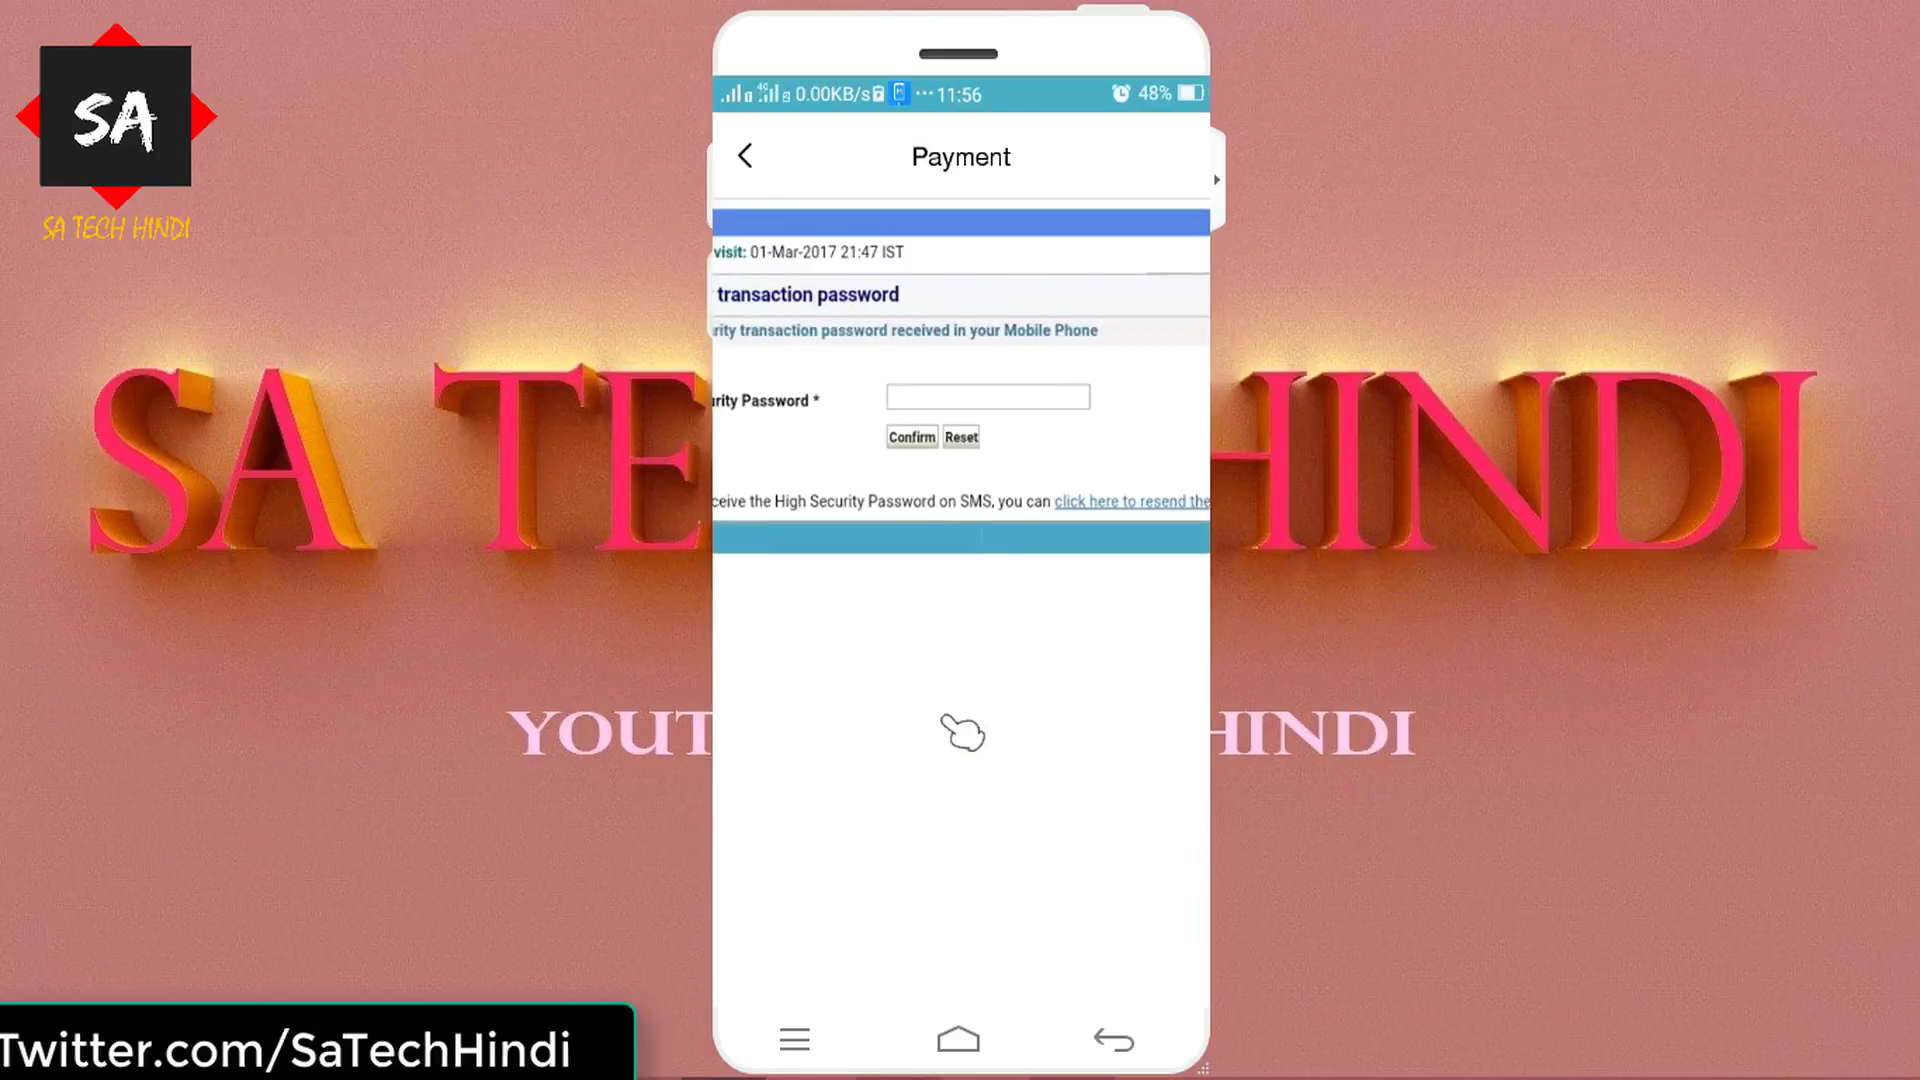 SA
SA TECH HINDI
0.00KB/s ··· 11:56 48%
Payment
visit: 01-Mar-2017 21:47 IST
transaction password
rity transaction password received in your Mobile Phone
rity Password *
Confirm Reset
ceive the High Security Password on SMS, you can click here to resend the
SA TE HINDI
YOUT HINDI
Twitter.com/SaTechHindi